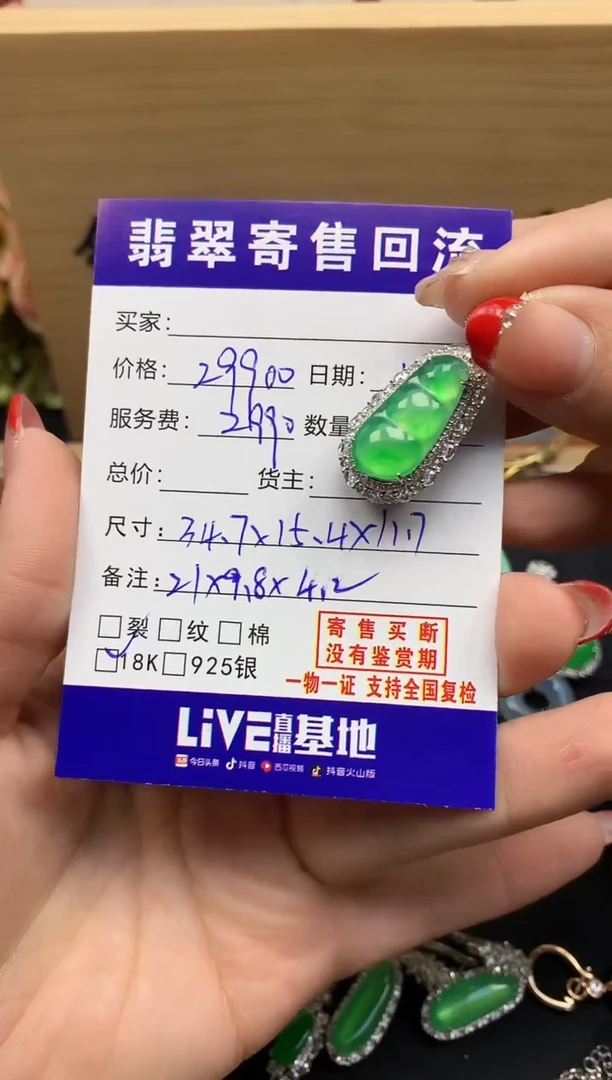 翡翠寄售回流
买家:
价格: 29900 日期:
服务费: 2990 数量
总价: 货主:
尺寸: 34.7x15.4x11.7
备注: 21x9.8x4.2
裂 纹 棉
18K 925银
寄售买断
没有鉴赏期
一物一证 支持全国复检
LiVE直播基地
头条 今日头条 抖音 西瓜视频 抖音火山版